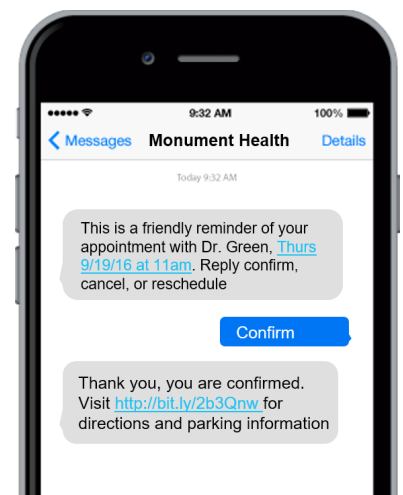 9:32 AM 100%
Messages Monument Health Details
Today 9:32 AM
This is a friendly reminder of your
appointment with Dr. Green, Thurs
9/19/16 at 11am. Reply confirm,
cancel, or reschedule
Confirm
Thank you, you are confirmed.
Visit http://bit.ly/2b3Qnw for
directions and parking information